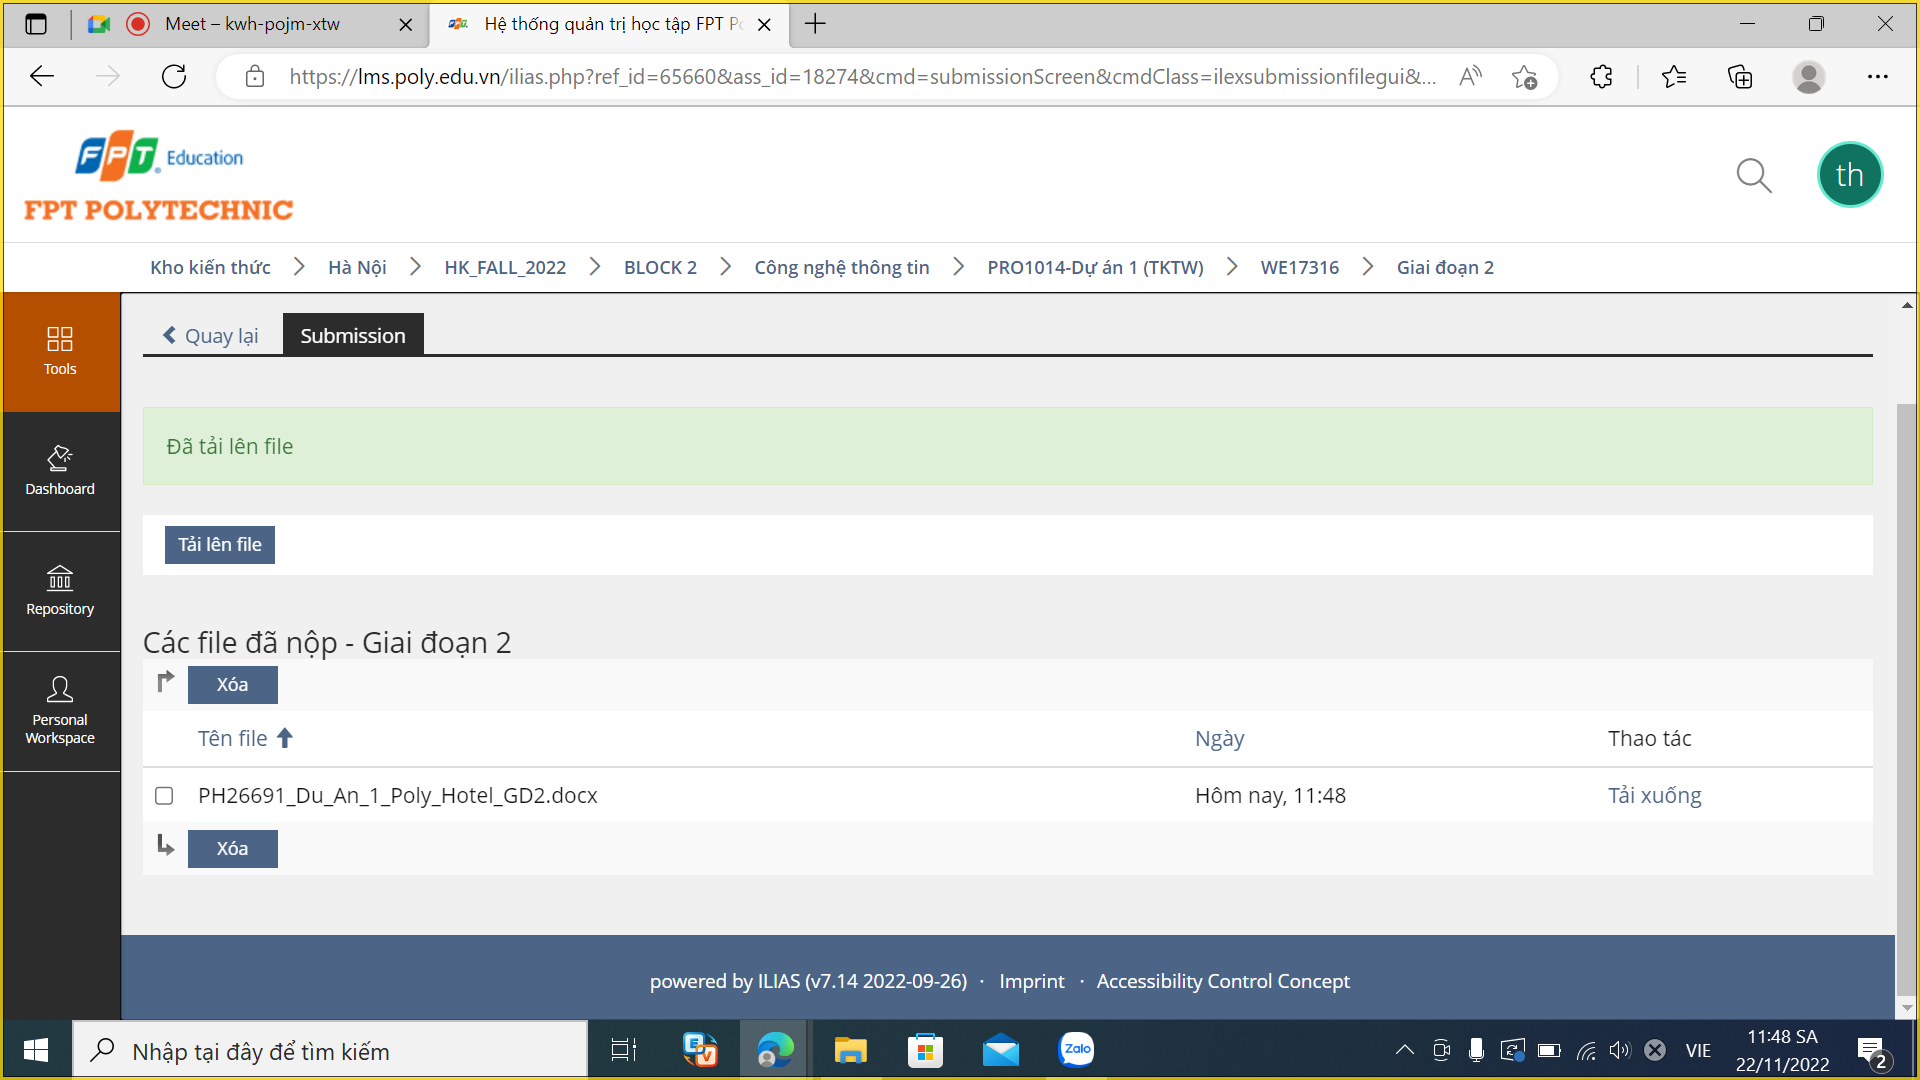 Meet – kwh-pojm-xtw
Hệ thống quản trị học tập FPT Po
https://lms.poly.edu.vn/ilias.php?ref_id=65660&ass_id=18274&cmd=submissionScreen&cmdClass=ilexsubmissionfilegui&...
FPT Education
FPT POLYTECHNIC
th
Kho kiến thức
Hà Nội
HK_FALL_2022
BLOCK 2
Công nghệ thông tin
PRO1014-Dự án 1 (TKTW)
WE17316
Giai đoạn 2
Tools
Dashboard
Repository
Personal
Workspace
Quay lại
Submission
Đã tải lên file
Tải lên file
Các file đã nộp - Giai đoạn 2
Xóa
Tên file
Ngày
Thao tác
PH26691_Du_An_1_Poly_Hotel_GD2.docx
Hôm nay, 11:48
Tải xuống
Xóa
powered by ILIAS (v7.14 2022-09-26) · Imprint · Accessibility Control Concept
Nhập tại đây để tìm kiếm
E
V
Zalo
VIE
11:48 SA
22/11/2022
2